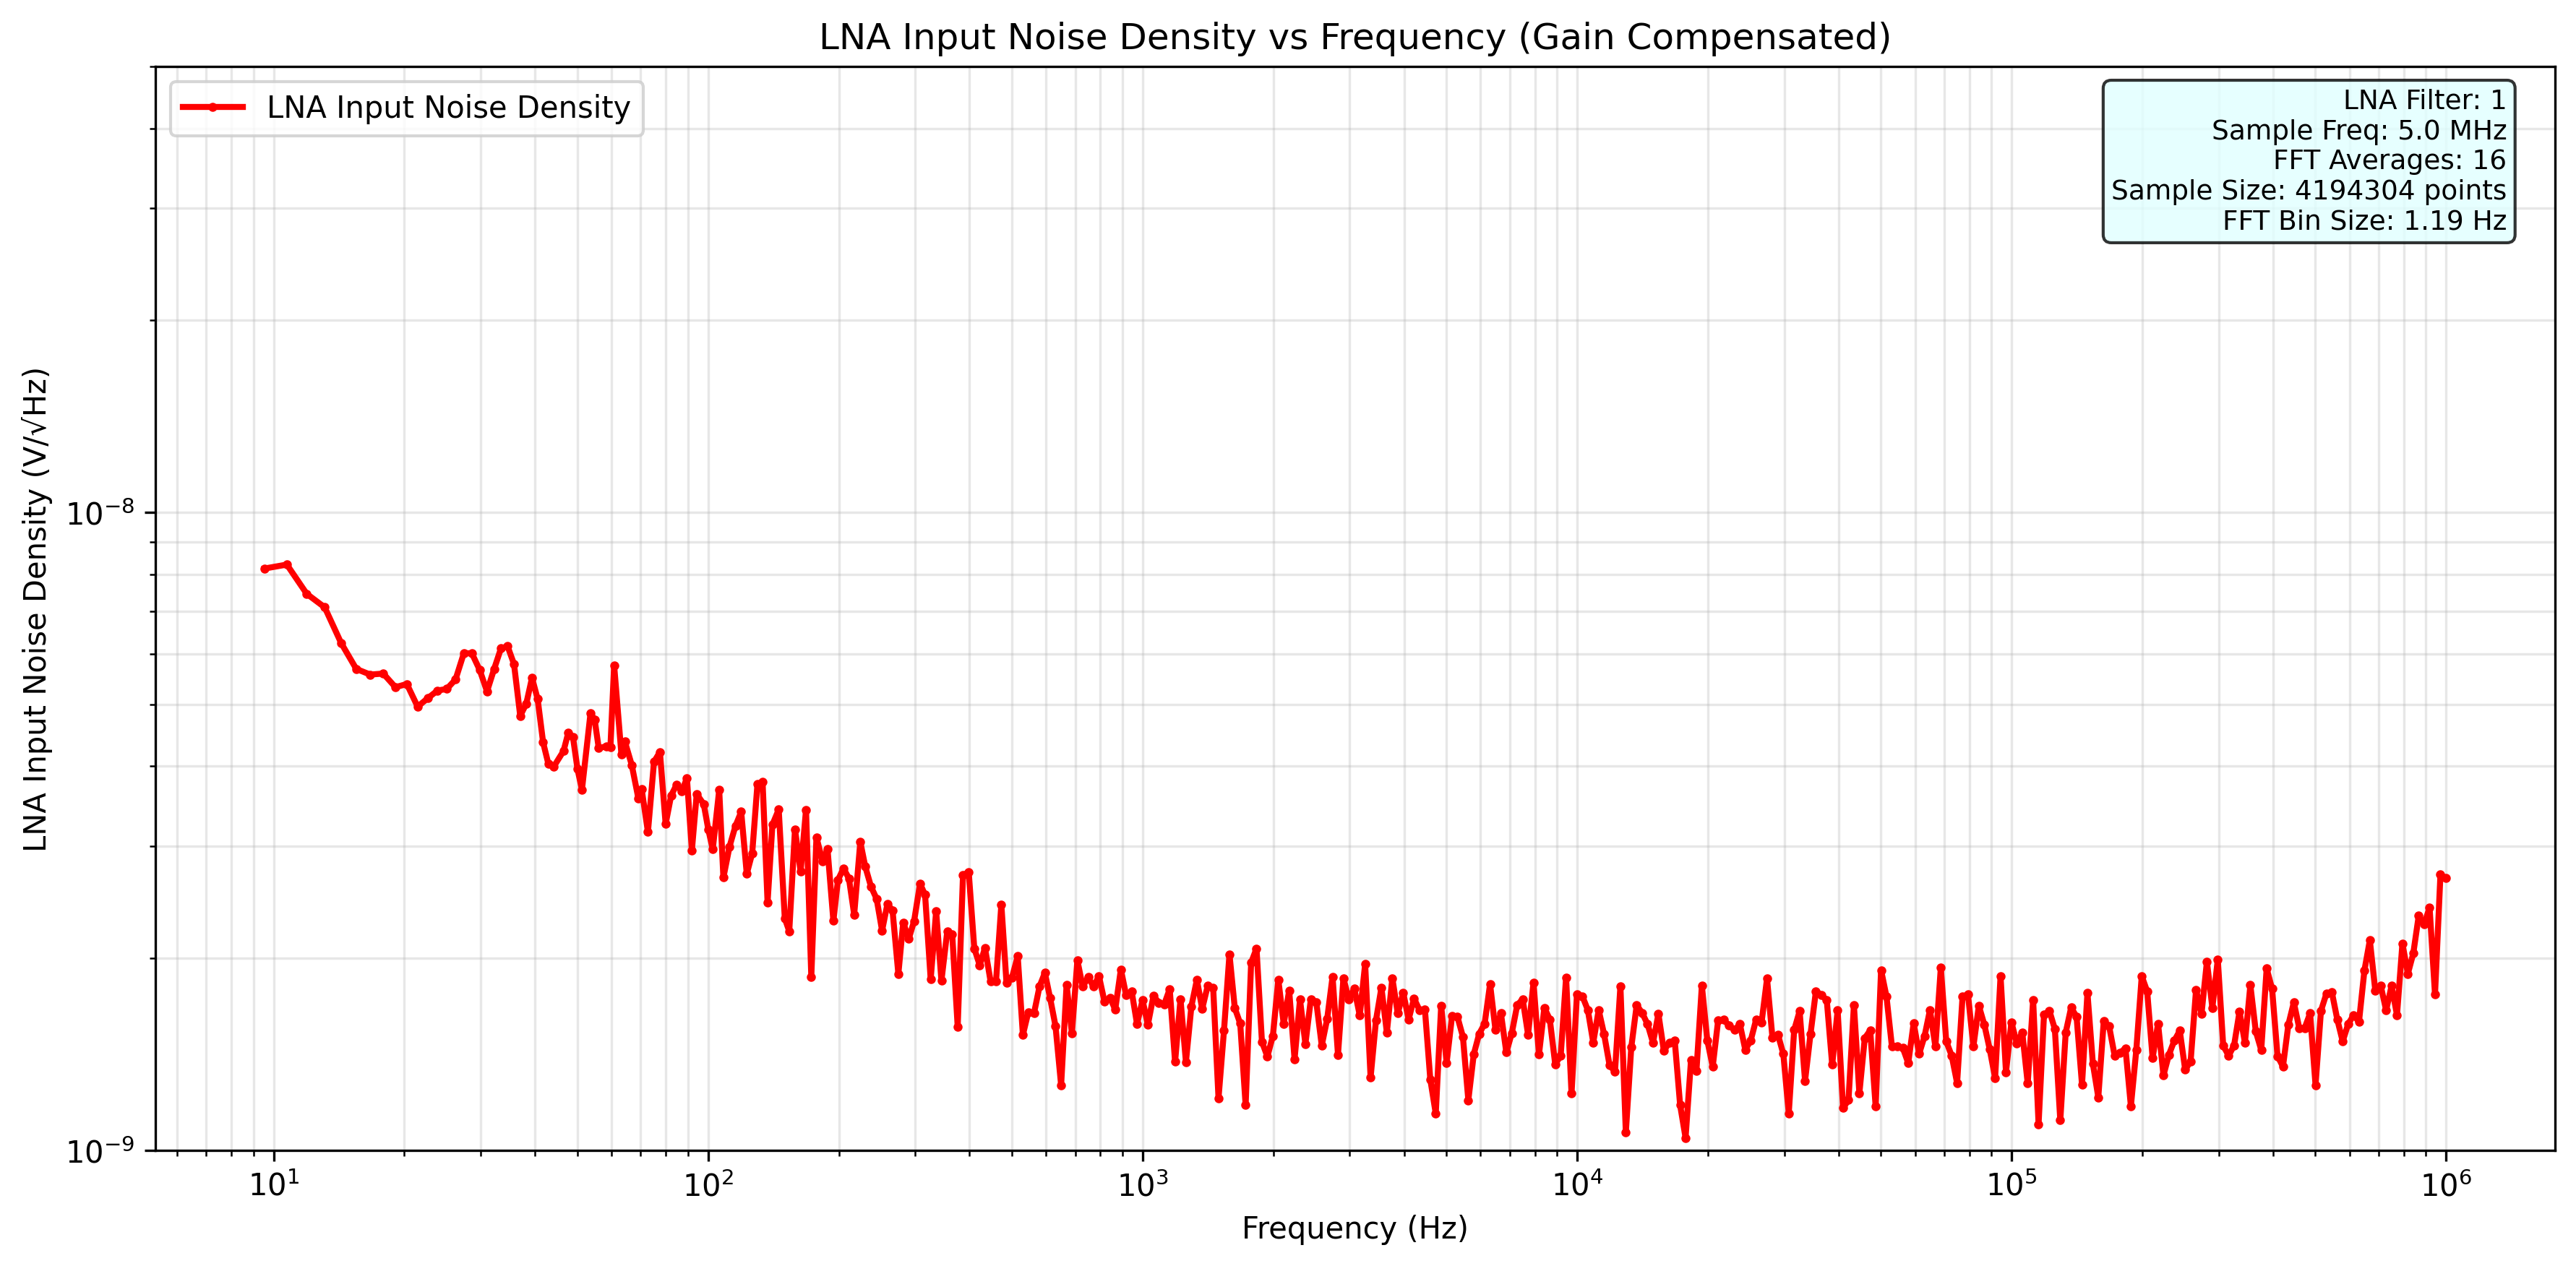 LNA Input Noise Density vs Frequency (Gain Compensated)
LNA Input Noise Density
LNA Filter: 1
Sample Freq: 5.0 MHz
FFT Averages: 16
Sample Size: 4194304 points
FFT Bin Size: 1.19 Hz
LNA Input Noise Density (V/√Hz)
10⁻⁸
10⁻⁹
10¹ 10² 10³ 10⁴ 10⁵ 10⁶
Frequency (Hz)